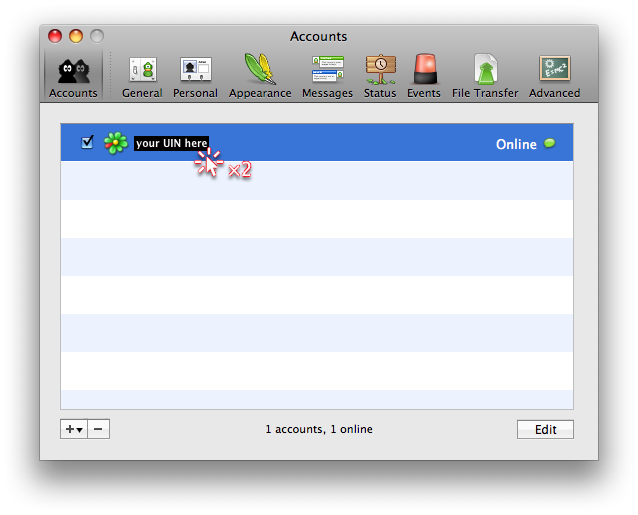 Accounts
Accounts General Personal Appearance Messages Status Events File Transfer Advanced
your UIN here Online
×2
1 accounts, 1 online
Edit